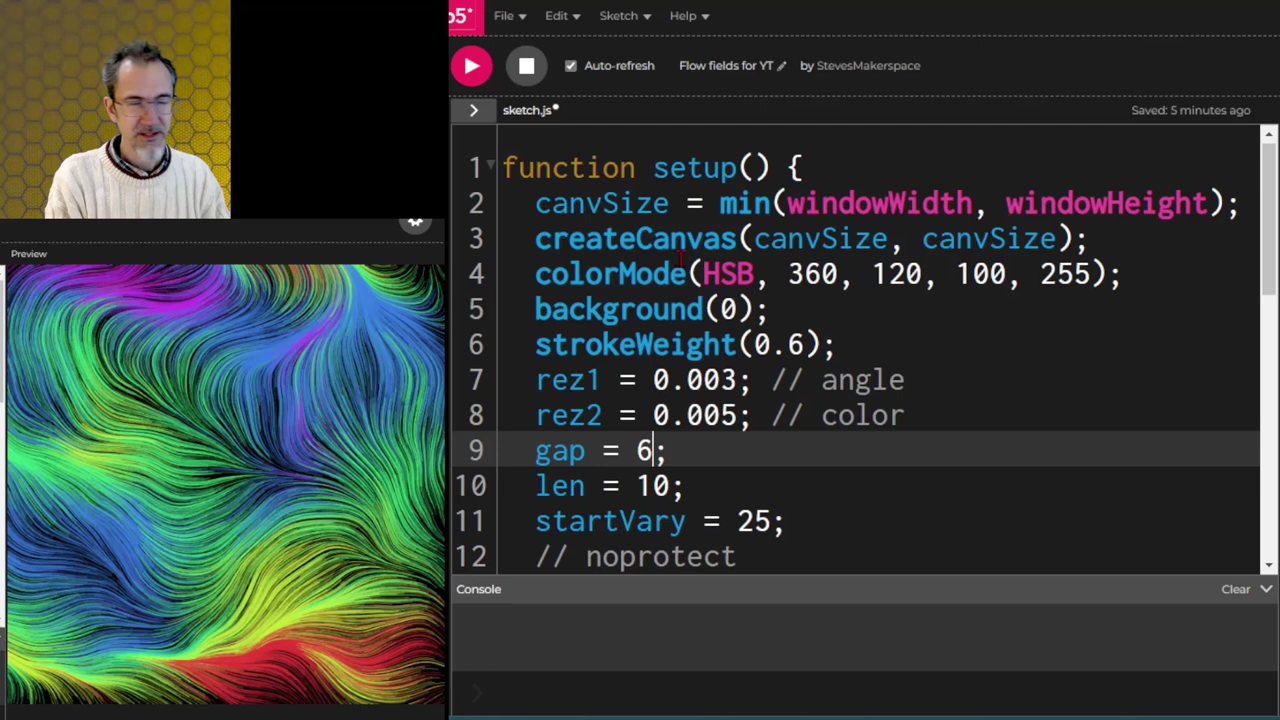 p5*
File
Edit
Sketch
Help
Auto-refresh
Flow fields for YT
by StevesMakerspace
sketch.js
Saved: 5 minutes ago
Preview
1 function setup() {
2 canvSize = min(windowWidth, windowHeight);
3 createCanvas(canvSize, canvSize);
4 colorMode(HSB, 360, 120, 100, 255);
5 background(0);
6 strokeWeight(0.6);
7 rez1 = 0.003; // angle
8 rez2 = 0.005; // color
9 gap = 6;
10 len = 10;
11 startVary = 25;
12 // noprotect
Console
Clear